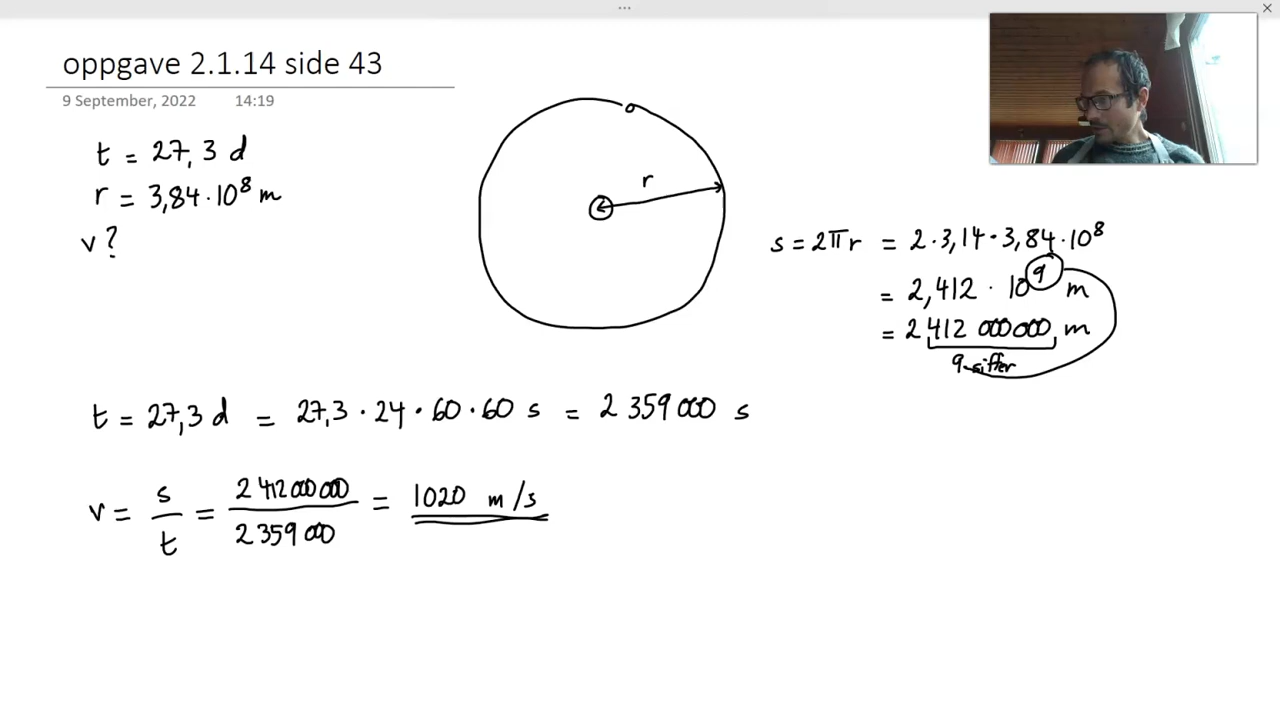 oppgave 2.1.14 side 43
9 September, 2022 14:19
t = 27,3 d
r = 3,84·10⁸ m
v?
r
s = 2πr = 2·3,14·3,84·10⁸
= 2,412 · 10⁹ m
= 2 412 000 000 m
9 siffer
t = 27,3 d = 27,3 · 24 · 60 · 60 s = 2 359 000 s
v = s/t = 2 412 000 000 / 2 359 000 = 1020 m/s